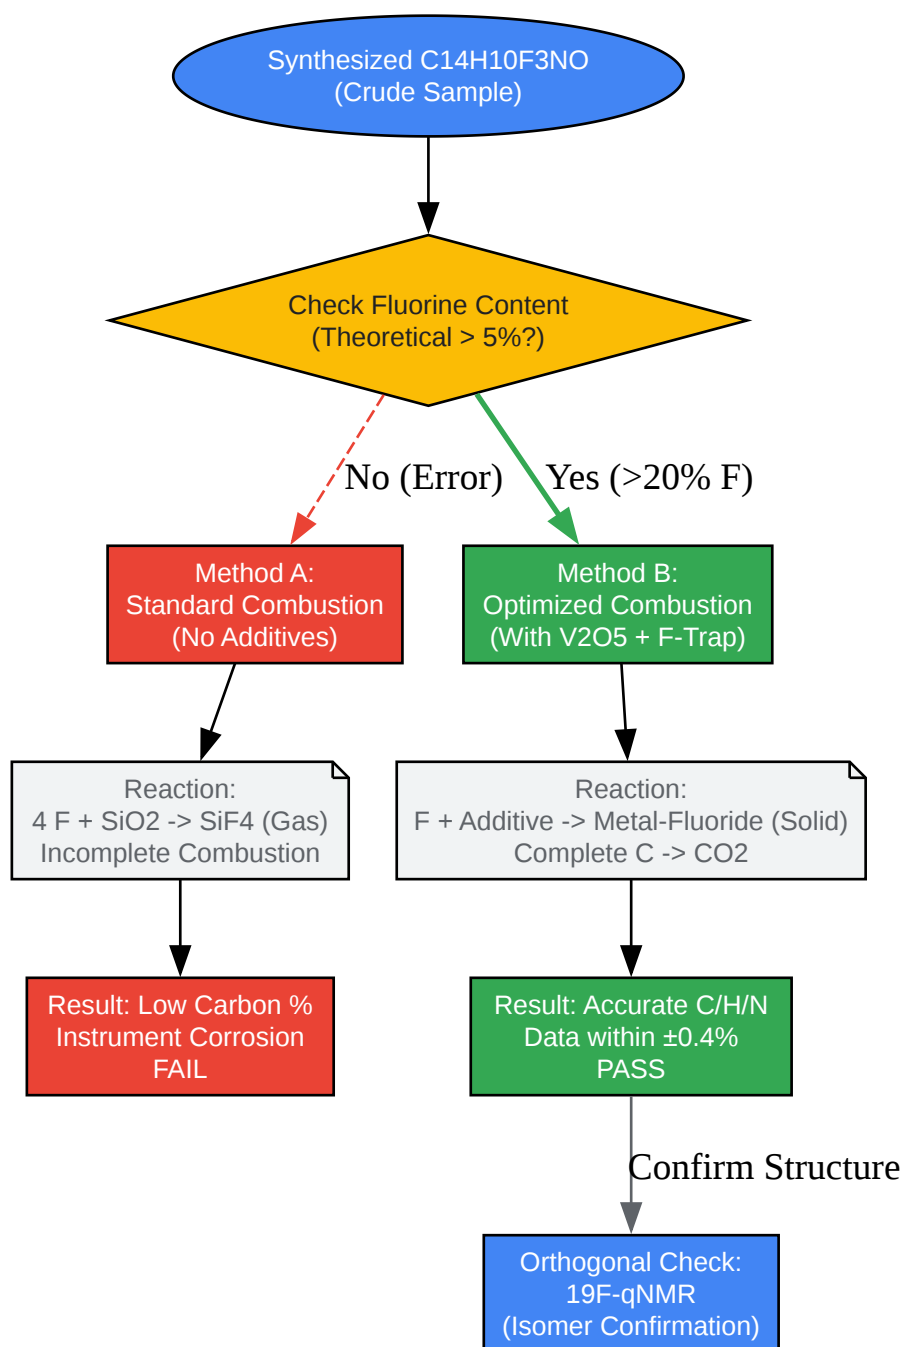 Synthesized C14H10F3NO
(Crude Sample)
Check Fluorine Content
(Theoretical > 5%?)
No (Error)
Yes (>20% F)
Method A:
Standard Combustion
(No Additives)
Method B:
Optimized Combustion
(With V2O5 + F-Trap)
Reaction:
4 F + SiO2 -> SiF4 (Gas)
Incomplete Combustion
Reaction:
F + Additive -> Metal-Fluoride (Solid)
Complete C -> CO2
Result: Low Carbon %
Instrument Corrosion
FAIL
Result: Accurate C/H/N
Data within ±0.4%
PASS
Confirm Structure
Orthogonal Check:
19F-qNMR
(Isomer Confirmation)